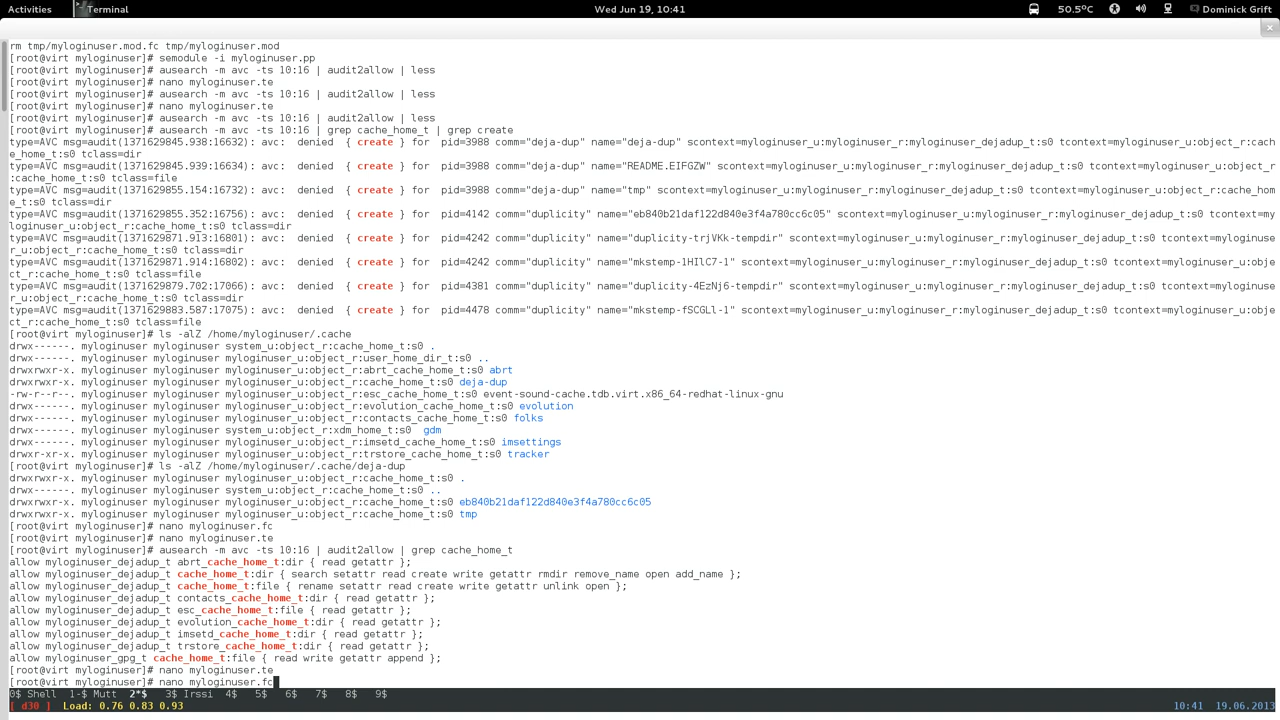 Activities Terminal Wed Jun 19, 10:41 50.5°C Dominick Grift
rm tmp/myloginuser.mod.fc tmp/myloginuser.mod
[root@virt myloginuser]# semodule -i myloginuser.pp
[root@virt myloginuser]# ausearch -m avc -ts 10:16 | audit2allow | less
[root@virt myloginuser]# nano myloginuser.te
[root@virt myloginuser]# ausearch -m avc -ts 10:16 | audit2allow | less
[root@virt myloginuser]# nano myloginuser.te
[root@virt myloginuser]# ausearch -m avc -ts 10:16 | audit2allow | less
[root@virt myloginuser]# ausearch -m avc -ts 10:16 | grep cache_home_t | grep create
type=AVC msg=audit(1371629845.938:16632): avc:  denied  { create } for  pid=3988 comm="deja-dup" name="deja-dup" scontext=myloginuser_u:myloginuser_r:myloginuser_dejadup_t:s0 tcontext=myloginuser_u:object_r:cach
e_home_t:s0 tclass=dir
type=AVC msg=audit(1371629845.939:16634): avc:  denied  { create } for  pid=3988 comm="deja-dup" name="README.EIFGZW" scontext=myloginuser_u:myloginuser_r:myloginuser_dejadup_t:s0 tcontext=myloginuser_u:object_r
:cache_home_t:s0 tclass=file
type=AVC msg=audit(1371629855.154:16732): avc:  denied  { create } for  pid=3988 comm="deja-dup" name="tmp" scontext=myloginuser_u:myloginuser_r:myloginuser_dejadup_t:s0 tcontext=myloginuser_u:object_r:cache_hom
e_t:s0 tclass=dir
type=AVC msg=audit(1371629855.352:16756): avc:  denied  { create } for  pid=4142 comm="duplicity" name="eb840b21daf122d840e3f4a780cc6c05" scontext=myloginuser_u:myloginuser_r:myloginuser_dejadup_t:s0 tcontext=my
loginuser_u:object_r:cache_home_t:s0 tclass=dir
type=AVC msg=audit(1371629871.913:16801): avc:  denied  { create } for  pid=4242 comm="duplicity" name="duplicity-trjVKk-tempdir" scontext=myloginuser_u:myloginuser_r:myloginuser_dejadup_t:s0 tcontext=myloginuse
r_u:object_r:cache_home_t:s0 tclass=dir
type=AVC msg=audit(1371629871.914:16802): avc:  denied  { create } for  pid=4242 comm="duplicity" name="mkstemp-1HIlC7-1" scontext=myloginuser_u:myloginuser_r:myloginuser_dejadup_t:s0 tcontext=myloginuser_u:obje
ct_r:cache_home_t:s0 tclass=file
type=AVC msg=audit(1371629879.702:17066): avc:  denied  { create } for  pid=4381 comm="duplicity" name="duplicity-4EzNj6-tempdir" scontext=myloginuser_u:myloginuser_r:myloginuser_dejadup_t:s0 tcontext=myloginuse
r_u:object_r:cache_home_t:s0 tclass=dir
type=AVC msg=audit(1371629883.587:17075): avc:  denied  { create } for  pid=4478 comm="duplicity" name="mkstemp-fSCGLl-1" scontext=myloginuser_u:myloginuser_r:myloginuser_dejadup_t:s0 tcontext=myloginuser_u:obje
ct_r:cache_home_t:s0 tclass=file
[root@virt myloginuser]# ls -alZ /home/myloginuser/.cache
drwx------. myloginuser myloginuser system_u:object_r:cache_home_t:s0 .
drwx------. myloginuser myloginuser myloginuser_u:object_r:user_home_dir_t:s0 ..
drwxrwxr-x. myloginuser myloginuser myloginuser_u:object_r:abrt_cache_home_t:s0 abrt
drwxrwxr-x. myloginuser myloginuser myloginuser_u:object_r:cache_home_t:s0 deja-dup
-rw-r--r--. myloginuser myloginuser myloginuser_u:object_r:esc_cache_home_t:s0 event-sound-cache.tdb.virt.x86_64-redhat-linux-gnu
drwx------. myloginuser myloginuser myloginuser_u:object_r:evolution_cache_home_t:s0 evolution
drwx------. myloginuser myloginuser myloginuser_u:object_r:contacts_cache_home_t:s0 folks
drwx------. myloginuser myloginuser system_u:object_r:xdm_home_t:s0  gdm
drwx------. myloginuser myloginuser myloginuser_u:object_r:imsetd_cache_home_t:s0 imsettings
drwxr-xr-x. myloginuser myloginuser myloginuser_u:object_r:trstore_cache_home_t:s0 tracker
[root@virt myloginuser]# ls -alZ /home/myloginuser/.cache/deja-dup
drwxrwxr-x. myloginuser myloginuser myloginuser_u:object_r:cache_home_t:s0 .
drwx------. myloginuser myloginuser system_u:object_r:cache_home_t:s0 ..
drwxrwxr-x. myloginuser myloginuser myloginuser_u:object_r:cache_home_t:s0 eb840b21daf122d840e3f4a780cc6c05
drwxrwxr-x. myloginuser myloginuser myloginuser_u:object_r:cache_home_t:s0 tmp
[root@virt myloginuser]# nano myloginuser.fc
[root@virt myloginuser]# nano myloginuser.te
[root@virt myloginuser]# ausearch -m avc -ts 10:16 | audit2allow | grep cache_home_t
allow myloginuser_dejadup_t abrt_cache_home_t:dir { read getattr };
allow myloginuser_dejadup_t cache_home_t:dir { search setattr read create write getattr rmdir remove_name open add_name };
allow myloginuser_dejadup_t cache_home_t:file { rename setattr read create write getattr unlink open };
allow myloginuser_dejadup_t contacts_cache_home_t:dir { read getattr };
allow myloginuser_dejadup_t esc_cache_home_t:file { read getattr };
allow myloginuser_dejadup_t evolution_cache_home_t:dir { read getattr };
allow myloginuser_dejadup_t imsetd_cache_home_t:dir { read getattr };
allow myloginuser_dejadup_t trstore_cache_home_t:dir { read getattr };
allow myloginuser_gpg_t cache_home_t:file { read write getattr append };
[root@virt myloginuser]# nano myloginuser.te
[root@virt myloginuser]# nano myloginuser.fc
0$ Shell  1-$ Mutt  2*$  3$ Irssi  4$  5$  6$  7$  8$  9$
[ d30 ]  Load: 0.76 0.83 0.93 10:41  19.06.2013